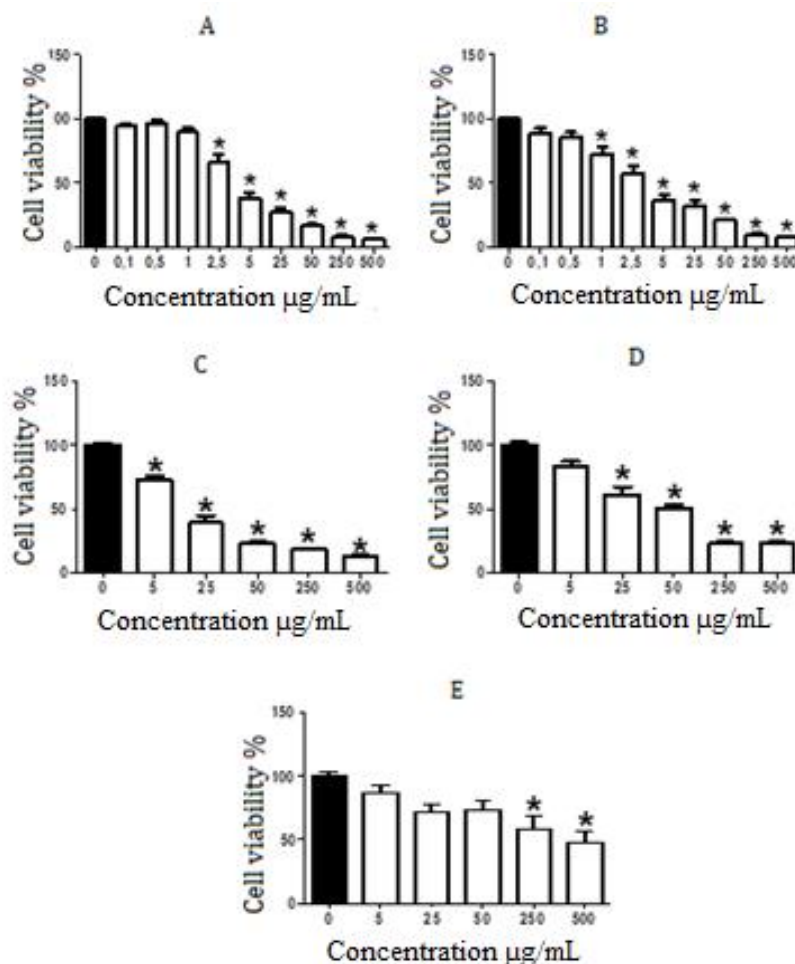 A
Cell viability %
150
00
50
0
0 0,1 0,5 1 2,5 5 25 50 250 500
* * * * * *
Concentration µg/mL
B
Cell viability %
150
100
50
0
0 0,1 0,5 1 2,5 5 25 50 250 500
* * * * * * *
Concentration µg/mL
C
Cell viability %
150
100
50
0
0 5 25 50 250 500
* * * * *
Concentration µg/mL
D
Cell viability %
150
100
50
0
0 5 25 50 250 500
* * * *
Concentration µg/mL
E
Cell viability %
150
100
50
0
0 5 25 50 250 500
* *
Concentration µg/mL